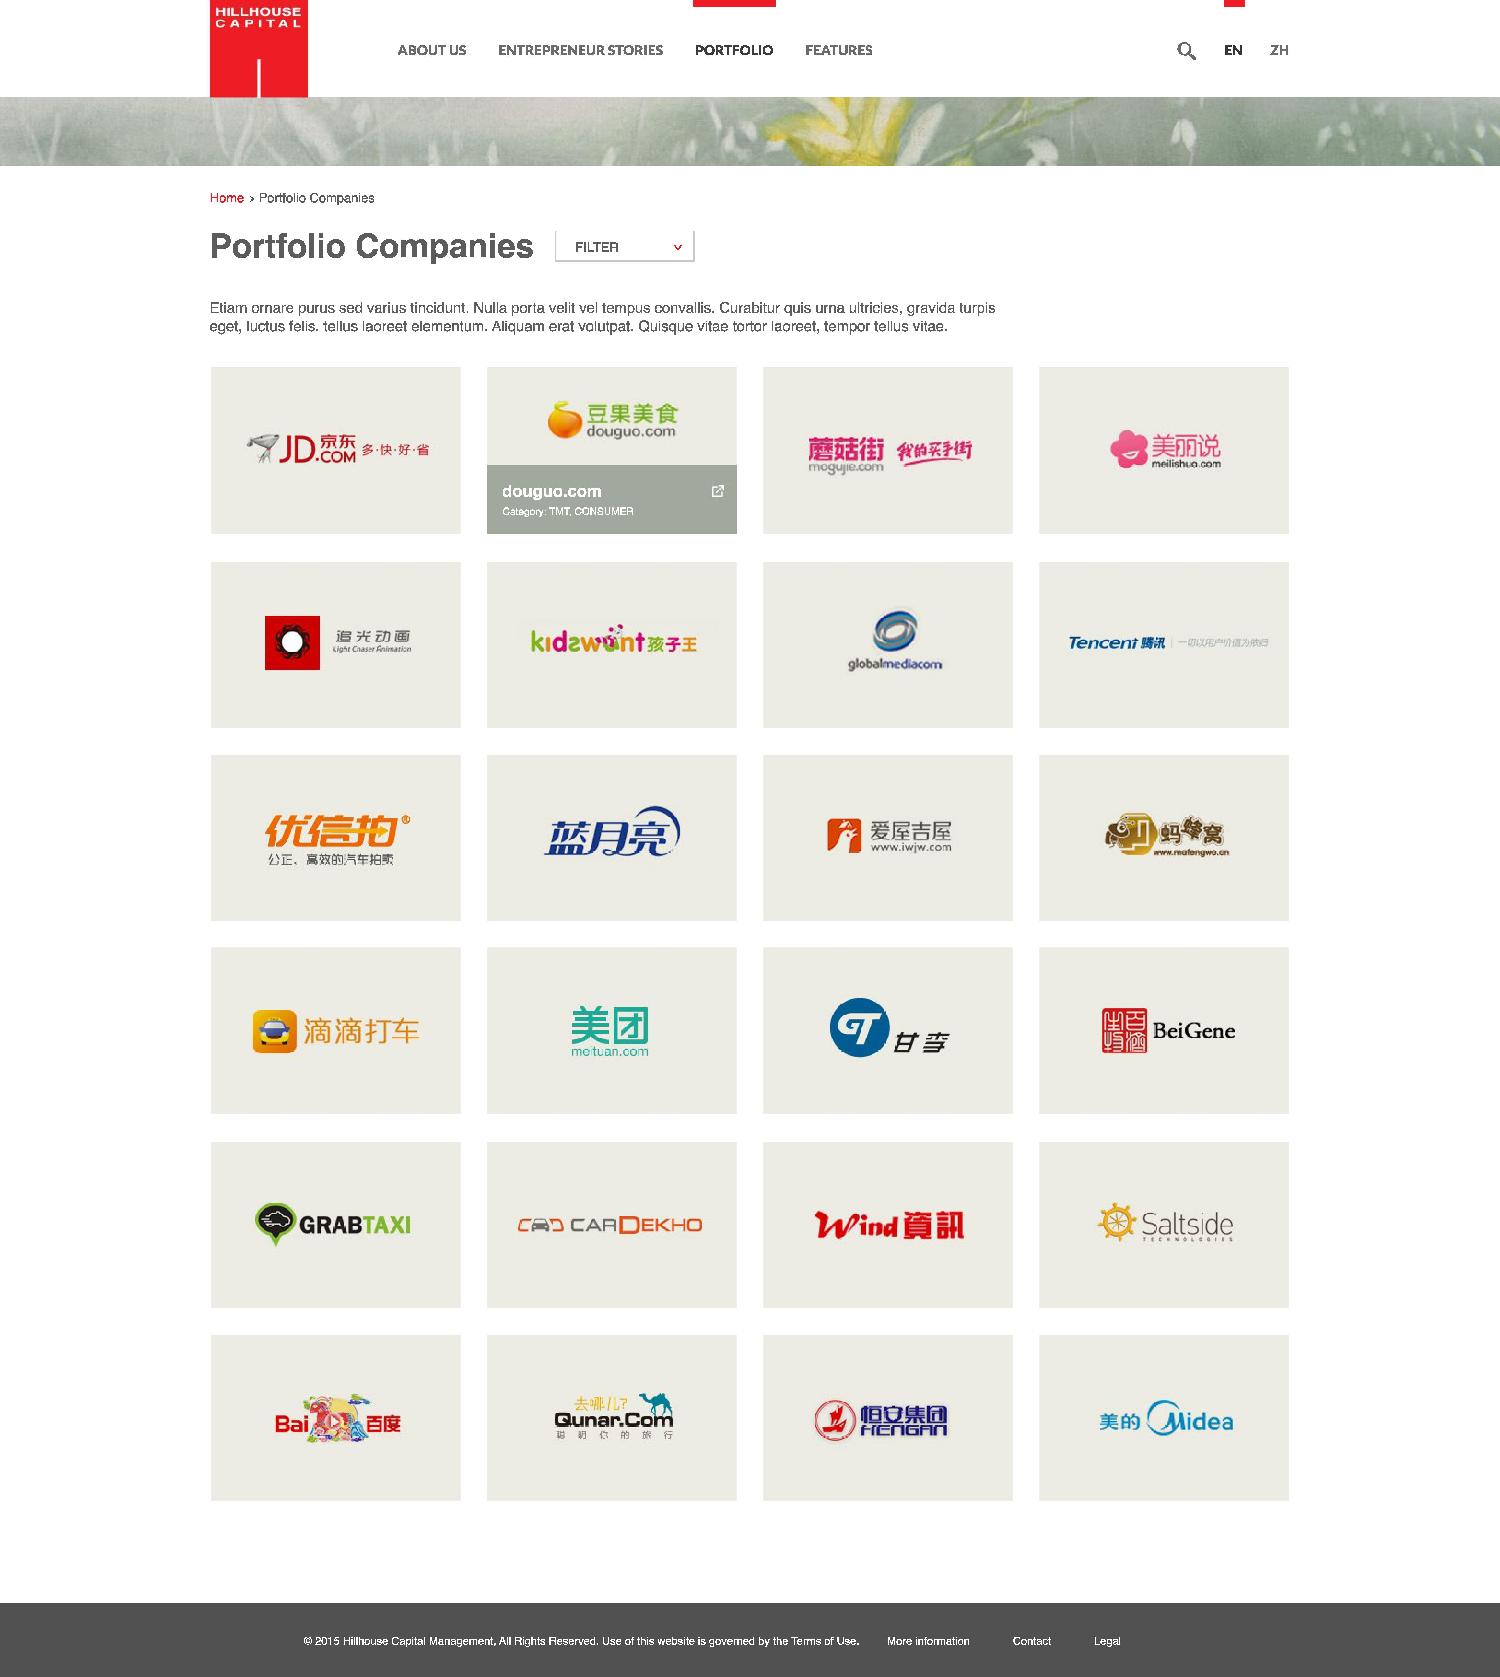 HILLHOUSE
CAPITAL
ABOUT US
ENTREPRENEUR STORIES
PORTFOLIO
FEATURES
EN
ZH
Home › Portfolio Companies
Portfolio Companies
FILTER
Etiam ornare purus sed varius tincidunt. Nulla porta velit vel tempus convallis. Curabitur quis urna ultricies, gravida turpis
eget, luctus felis. tellus laoreet elementum. Aliquam erat volutpat. Quisque vitae tortor laoreet, tempor tellus vitae.
JD.COM 京东 多·快·好·省
豆果美食
douguo.com
douguo.com
Category: TMT, CONSUMER
蘑菇街 我的买手街
mogujie.com
美丽说
meilishuo.com
追光动画
Light Chaser Animation
kidswant 孩子王
globalmediacom
Tencent 腾讯 | 一切以用户价值为依归
优信拍®
公正、高效的汽车拍卖
蓝月亮
爱屋吉屋
www.iwjw.com
蚂蜂窝
www.mafengwo.cn
滴滴打车
美团
meituan.com
GT 甘李
百济
生物 BeiGene
GRABTAXI
CARDEKHO
Wind 資訊
Saltside
TECHNOLOGIES
Bai 百度
去哪儿?
Qunar.Com
聪明你的旅行
恒安集团
HENGAN
美的 Midea
© 2015 Hillhouse Capital Management, All Rights Reserved. Use of this website is governed by the Terms of Use.
More information
Contact
Legal